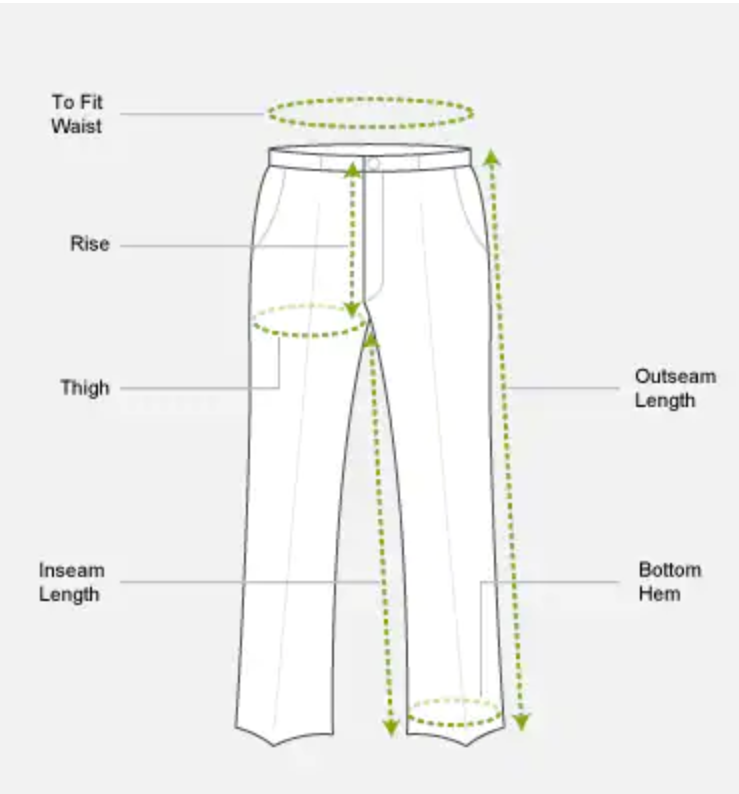 To Fit
Waist
Rise
Thigh
Outseam
Length
Inseam
Length
Bottom
Hem